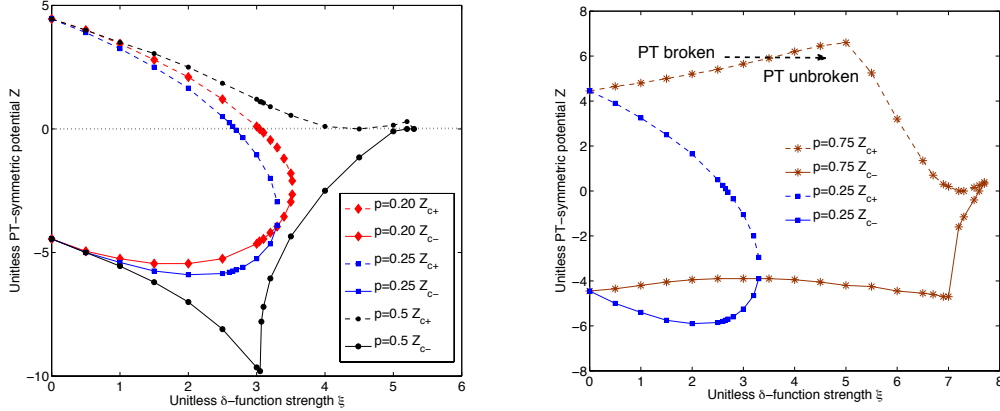 5
0
−5
−10
0
1
2
3
4
5
6
Unitless δ−function strength ξ
Unitless PT−symmetric potential Z
p=0.20 Zc+
p=0.20 Zc−
p=0.25 Zc+
p=0.25 Zc−
p=0.5 Zc+
p=0.5 Zc−
8
6
4
2
0
−2
−4
−6
−8
0
1
2
3
4
5
6
7
8
Unitless δ−function strength ξ
Unitless PT−symmetric potential Z
PT broken
PT unbroken
p=0.75 Zc+
p=0.75 Zc−
p=0.25 Zc+
p=0.25 Zc−